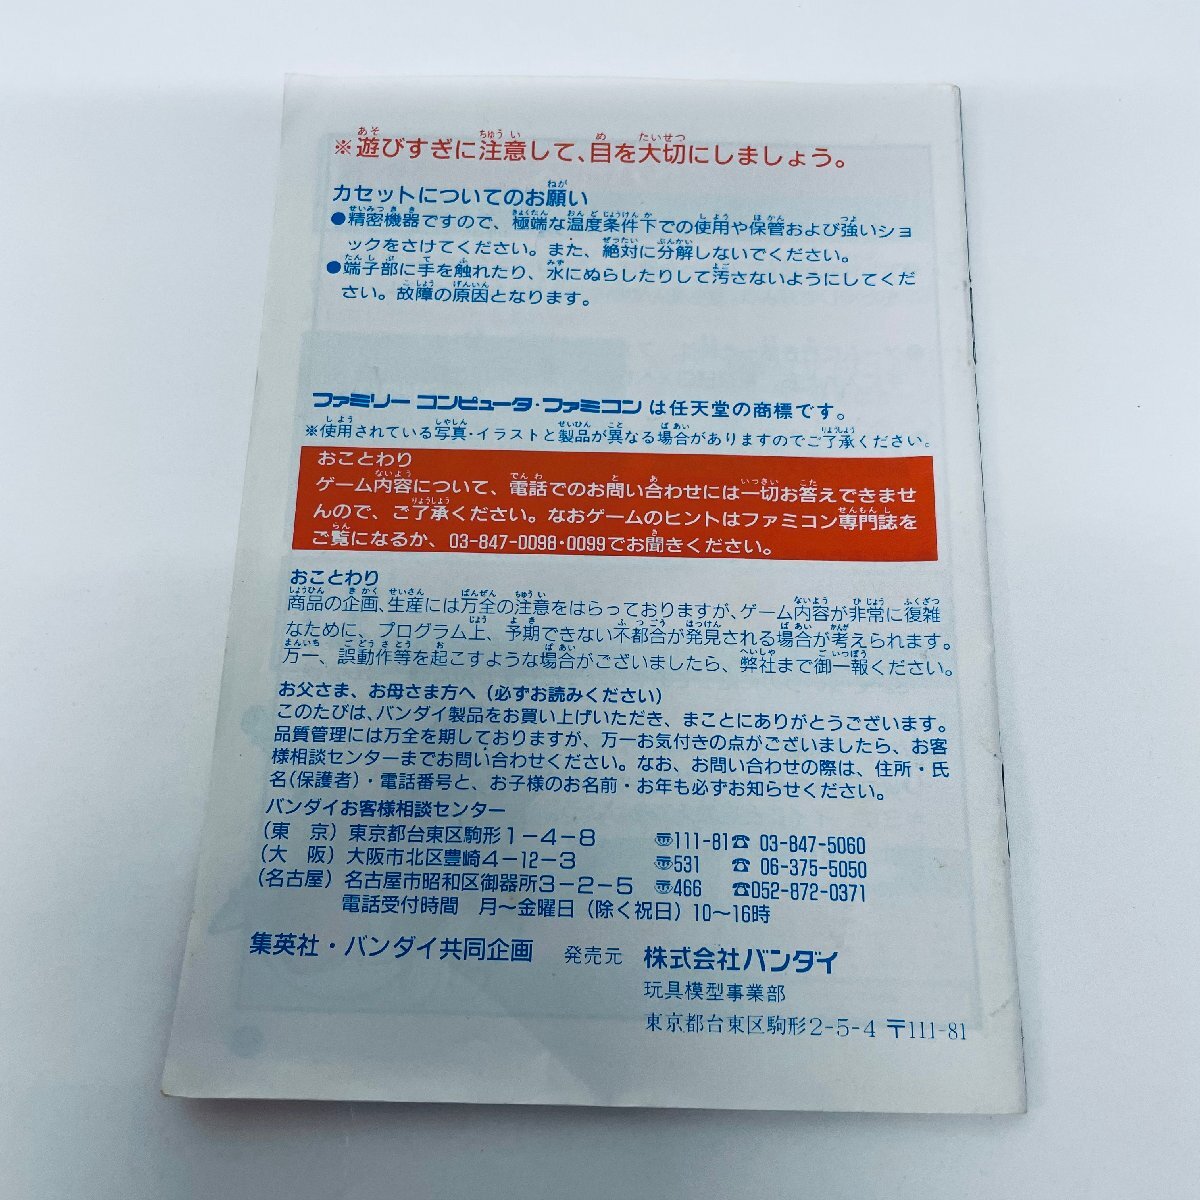 ※遊びすぎに注意して、目を大切にしましょう。
カセットについてのお願い
●精密機器ですので、極端な温度条件下での使用や保管および強いショ
ックをさけてください。また、絶対に分解しないでください。
●端子部に手を触れたり、水にぬらしたりして汚さないようにしてくだ
さい。故障の原因となります。
ファミリーコンピュータ・ファミコンは任天堂の商標です。
※使用されている写真・イラストと製品が異なる場合がありますのでご了承ください。
おことわり
ゲーム内容について、電話でのお問い合わせには一切お答えできませ
んので、ご了承ください。なおゲームのヒントはファミコン専門誌を
ご覧になるか、03-847-0098・0099でお聞きください。
おことわり
商品の企画、生産には万全の注意をはらっておりますが、ゲーム内容が非常に復雑
なために、プログラム上、予期できない不都合が発見される場合が考えられます。
万一、誤動作等を起こすような場合がございましたら、弊社まで御一報ください。
お父さま、お母さま方へ(必ずお読みください)
このたびは、バンダイ製品をお買い上げいただき、まことにありがとうございます。
品質管理には万全を期しておりますが、万一お気付きの点がございましたら、お客
様相談センターまでお問い合わせください。なお、お問い合わせの際は、住所・氏
名(保護者)・電話番号と、お子様のお名前・お年も必ずお知らせください。
バンダイお客様相談センター
(東 京)東京都台東区駒形1-4-8 〠111-81☎ 03-847-5060
(大 阪)大阪市北区豊崎4-12-3 〠531 ☎ 06-375-5050
(名古屋)名古屋市昭和区御器所3-2-5 〠466 ☎052-872-0371
電話受付時間 月〜金曜日(除く祝日)10〜16時
集英社・バンダイ共同企画 発売元 株式会社バンダイ
玩具模型事業部
東京都台東区駒形2-5-4 〒111-81